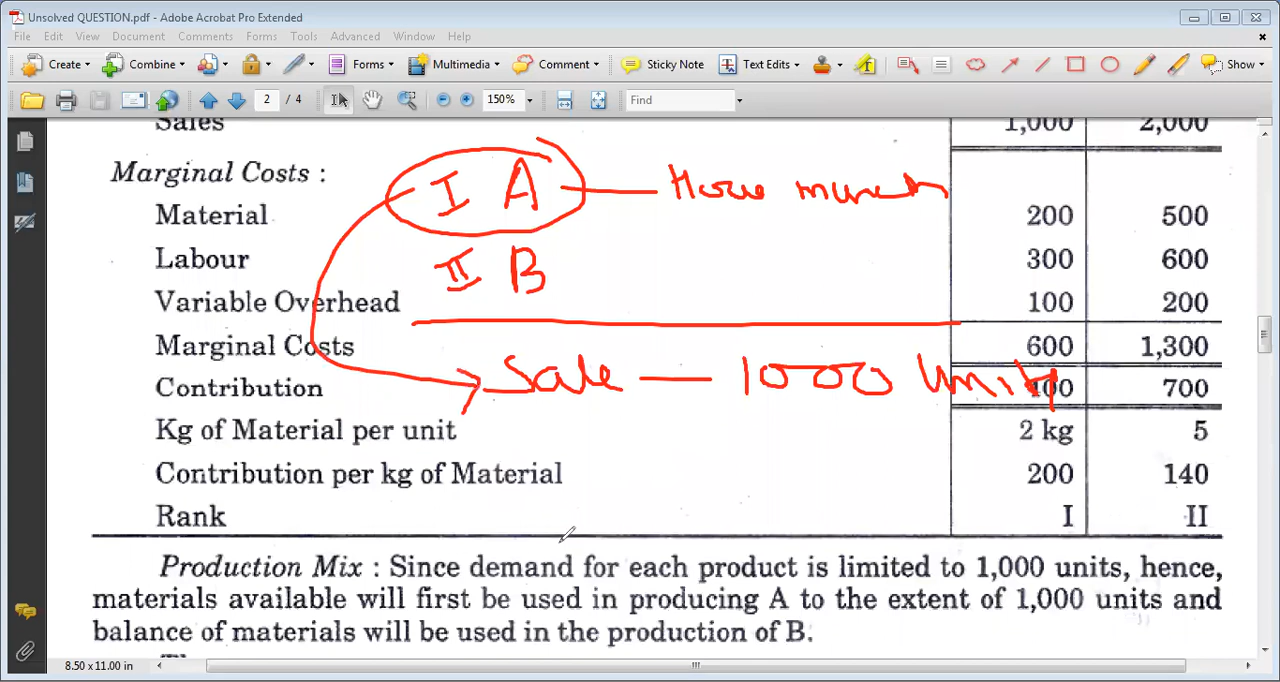 Unsolved QUESTION.pdf - Adobe Acrobat Pro Extended
File Edit View Document Comments Forms Tools Advanced Window Help
Create Combine Forms Multimedia Comment Sticky Note Text Edits Show
2 / 4 150% Find
Sales 1,000 2,000
Marginal Costs :
I A
Material 200 500
Labour 300 600
II B
Variable Overhead 100 200
Marginal Costs 600 1,300
Sale — 1000 Units
Contribution 700
Kg of Material per unit 2 kg 5
Contribution per kg of Material 200 140
Rank I II
Production Mix : Since demand for each product is limited to 1,000 units, hence,
materials available will first be used in producing A to the extent of 1,000 units and
balance of materials will be used in the production of B.
8.50 x 11.00 in